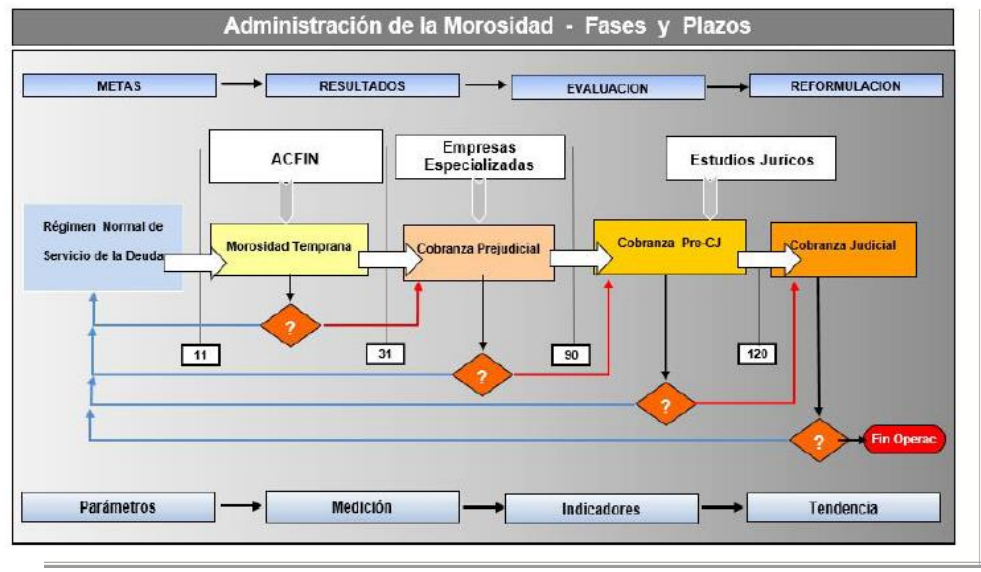 Administración de la Morosidad - Fases y Plazos
METAS
RESULTADOS
EVALUACION
REFORMULACION
ACFIN
Empresas
Especializadas
Estudios Juricos
Régimen Normal de
Servicio de la Deuda
Morosidad Temprana
Cobranza Prejudicial
Cobranza Pre-CJ
Cobranza Judicial
?
11
31
90
120
?
?
?
Fin Operac
Parámetros
Medición
Indicadores
Tendencia